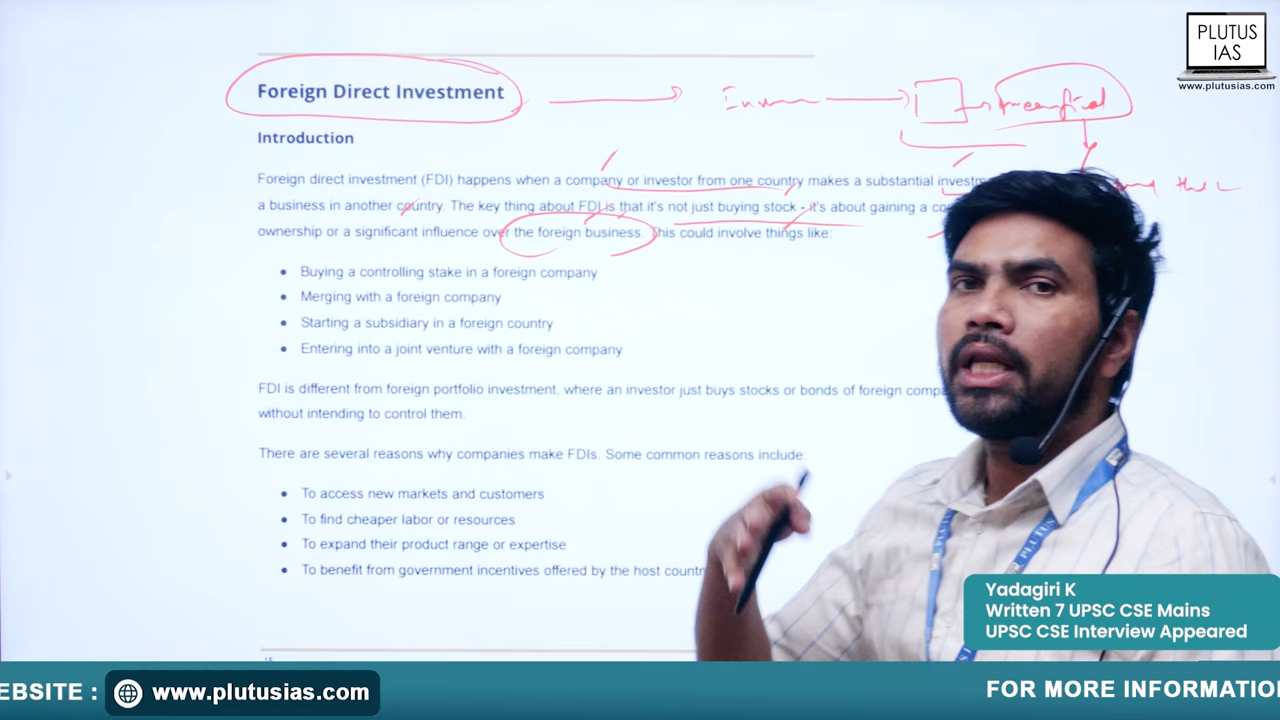 PLUTUS
IAS
www.plutusias.com
Foreign Direct Investment
Introduction
Foreign direct investment (FDI) happens when a company or investor from one country makes a substantial
a business in another country. The key thing about FDI is that it's not just buying stock - it's about gaining a
ownership or a significant influence over the foreign business. This could involve things like:
• Buying a controlling stake in a foreign company
• Merging with a foreign company
• Starting a subsidiary in a foreign country
• Entering into a joint venture with a foreign company
FDI is different from foreign portfolio investment, where an investor just buys stocks or bonds of foreign
without intending to control them.
There are several reasons why companies make FDIs. Some common reasons include:
• To access new markets and customers
• To find cheaper labor or resources
• To expand their product range or expertise
• To benefit from government incentives offered by the host
Yadagiri K
Written 7 UPSC CSE Mains
UPSC CSE Interview Appeared
EBSITE : www.plutusias.com
FOR MORE INFORMATIO